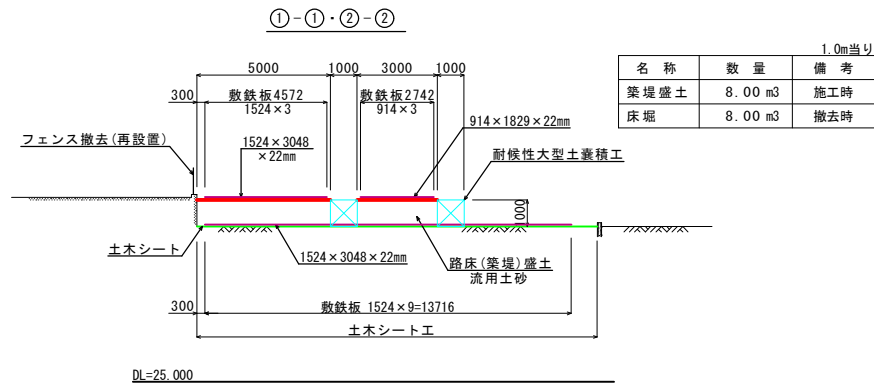 ①-①・②-②
1.0m当り
名 称 数 量 備 考
築堤盛土 8.00 m3 施工時
床堀 8.00 m3 撤去時
5000 1000 3000 1000
300 敷鉄板4572 敷鉄板2742
1524×3 914×3
914×1829×22mm
フェンス撤去(再設置)
1524×3048
×22mm
耐候性大型土嚢積工
1000
土木シート
1524×3048×22mm
路床(築堤)盛土
流用土砂
300 敷鉄板 1524×9=13716
土木シート工
DL=25.000